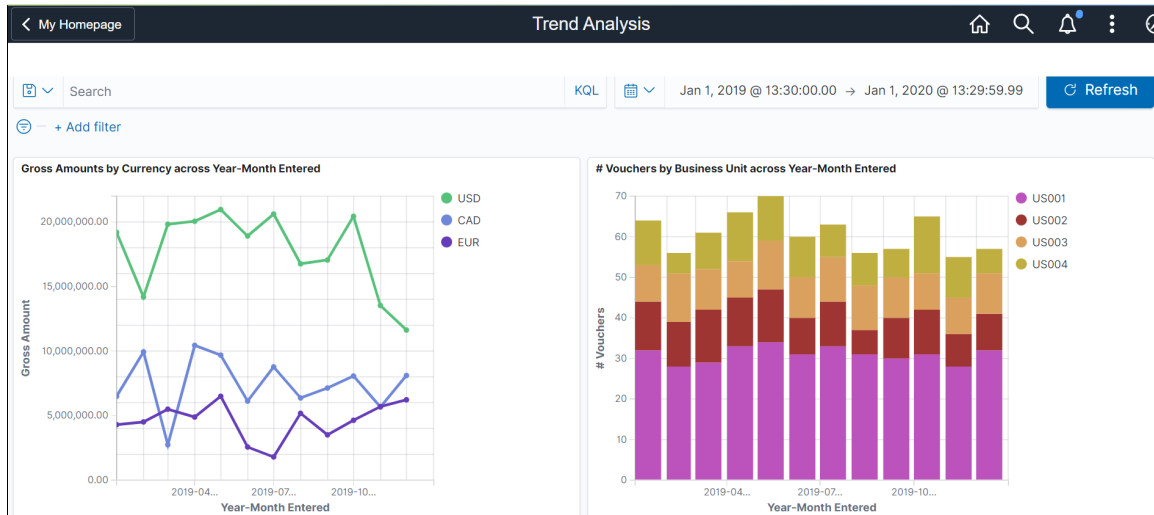 My Homepage
Trend Analysis
Search
KQL
Jan 1, 2019 @ 13:30:00.00 → Jan 1, 2020 @ 13:29:59.99
Refresh
+ Add filter
Gross Amounts by Currency across Year-Month Entered
20,000,000.00
15,000,000.00
10,000,000.00
5,000,000.00
0.00
Gross Amount
2019-04... 2019-07... 2019-10...
Year-Month Entered
USD
CAD
EUR
# Vouchers by Business Unit across Year-Month Entered
70
60
50
40
30
20
10
0
# Vouchers
2019-04... 2019-07... 2019-10...
Year-Month Entered
US001
US002
US003
US004